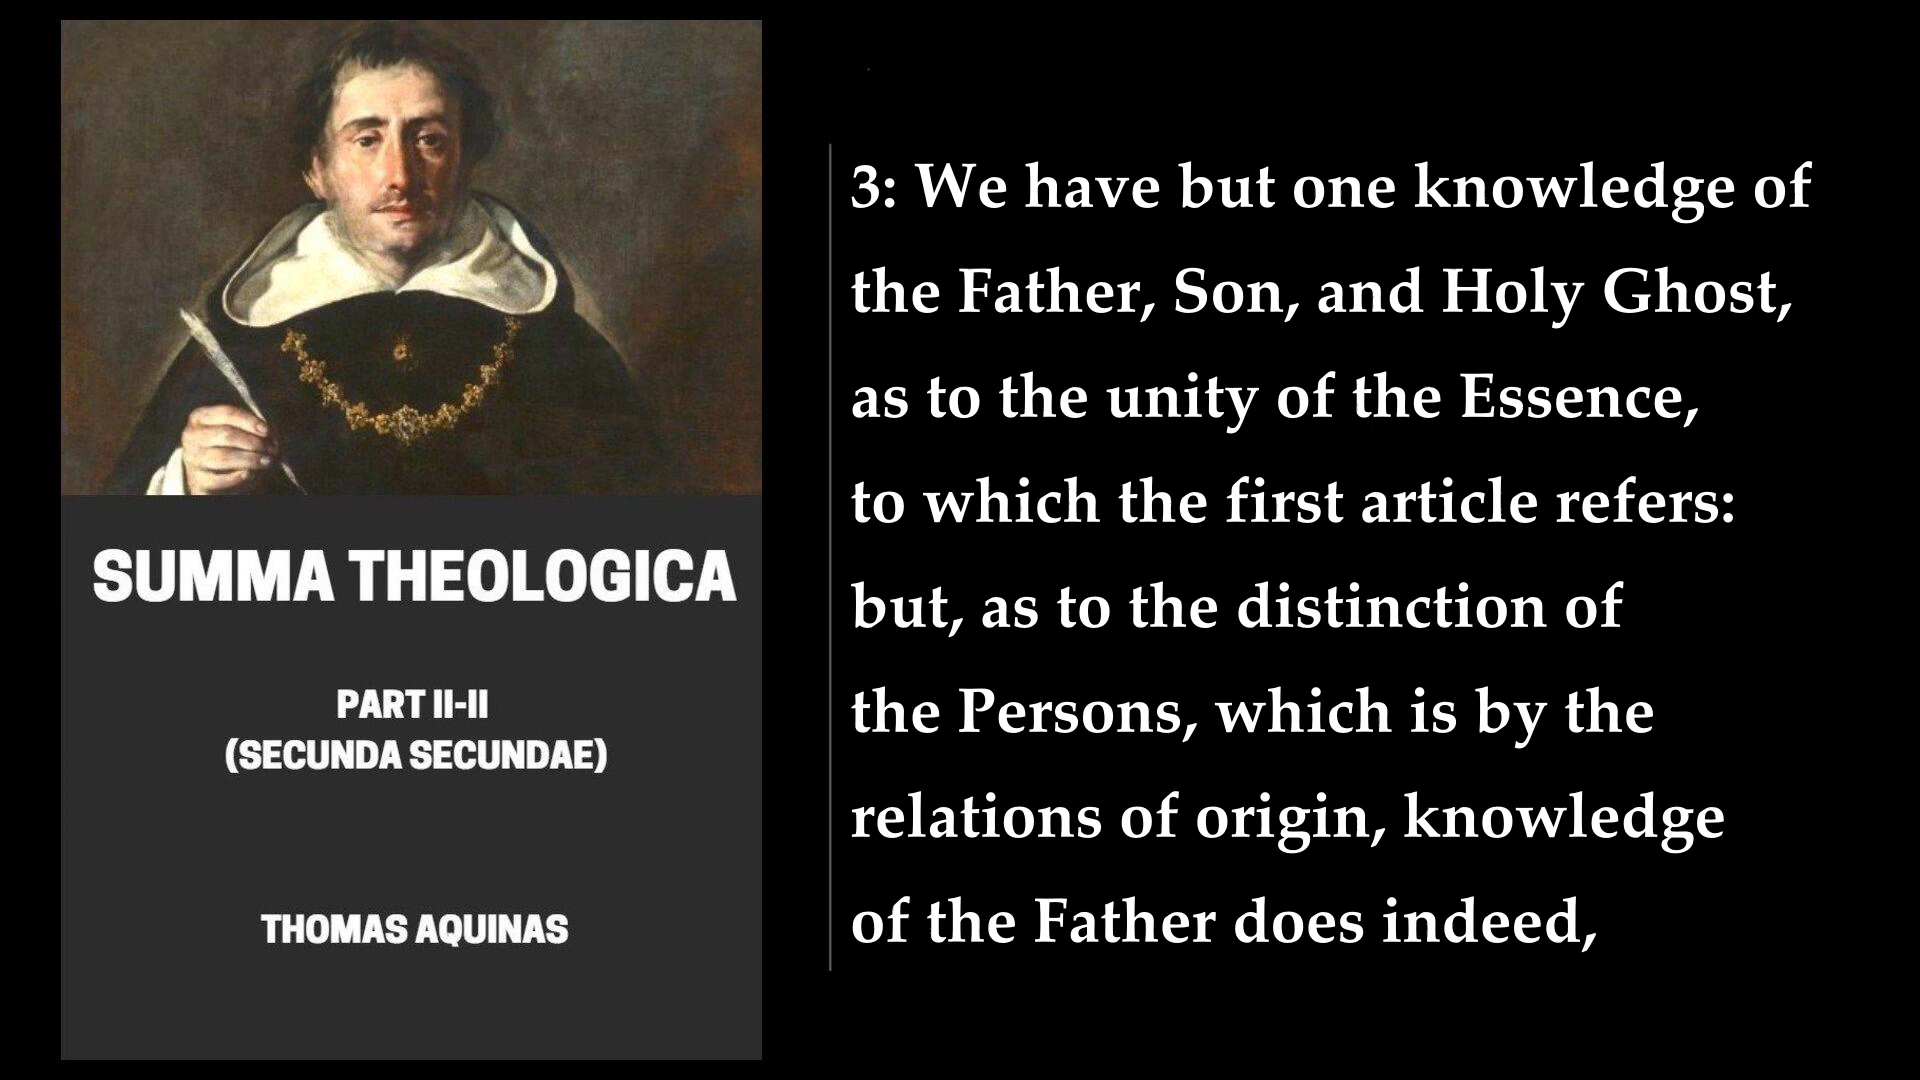 SUMMA THEOLOGICA
PART II-II
(SECUNDA SECUNDAE)
THOMAS AQUINAS
3: We have but one knowledge of
the Father, Son, and Holy Ghost,
as to the unity of the Essence,
to which the first article refers:
but, as to the distinction of
the Persons, which is by the
relations of origin, knowledge
of the Father does indeed,